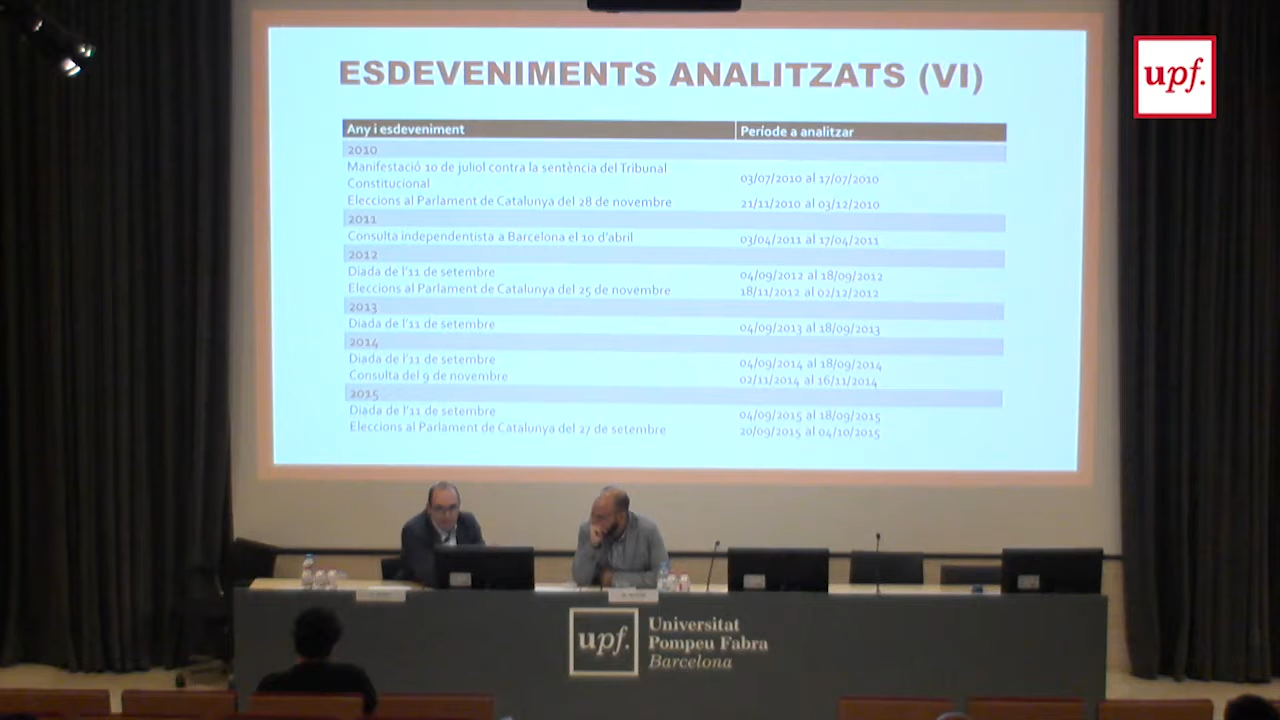 ESDEVENIMENTS ANALITZATS (VI)
upf.
Any i esdeveniment Període a analitzar
2010
Manifestació 10 de juliol contra la sentència del Tribunal
Constitucional 03/07/2010 al 17/07/2010
Eleccions al Parlament de Catalunya del 28 de novembre 21/11/2010 al 03/12/2010
2011
Consulta independentista a Barcelona el 10 d'abril 03/04/2011 al 17/04/2011
2012
Diada de l'11 de setembre 04/09/2012 al 18/09/2012
Eleccions al Parlament de Catalunya del 25 de novembre 18/11/2012 al 02/12/2012
2013
Diada de l'11 de setembre 04/09/2013 al 18/09/2013
2014
Diada de l'11 de setembre 04/09/2014 al 18/09/2014
Consulta del 9 de novembre 02/11/2014 al 16/11/2014
2015
Diada de l'11 de setembre 04/09/2015 al 18/09/2015
Eleccions al Parlament de Catalunya del 27 de setembre 20/09/2015 al 04/10/2015
upf.
Universitat
Pompeu Fabra
Barcelona